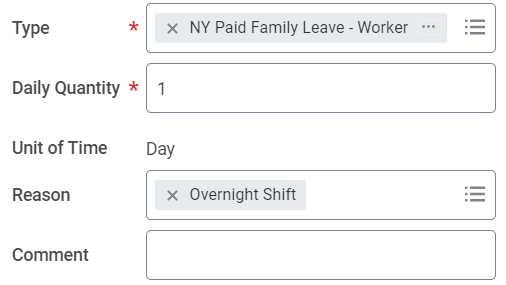 Type * × NY Paid Family Leave - Worker ...
Daily Quantity * 1
Unit of Time Day
Reason × Overnight Shift
Comment